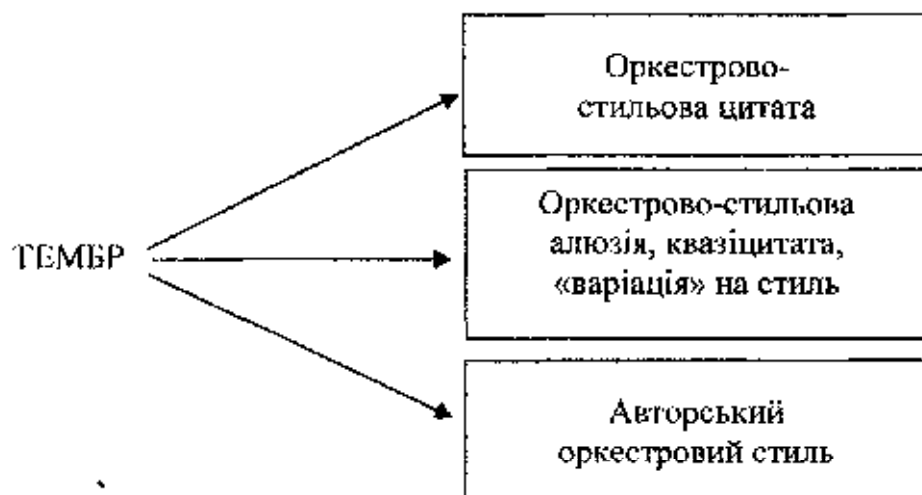 Оркестрово-
стильова цитата
Оркестрово-стильова
алюзія, квазіцитата,
«варіація» на стиль
ТЕМБР
Авторський
оркестровий стиль